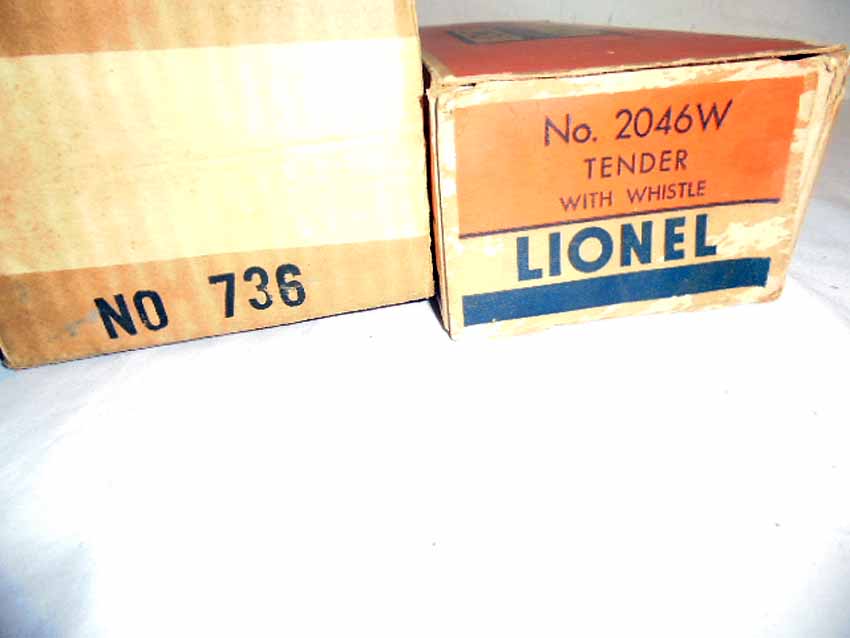 NO 736
No. 2046W
TENDER
WITH WHISTLE
LIONEL